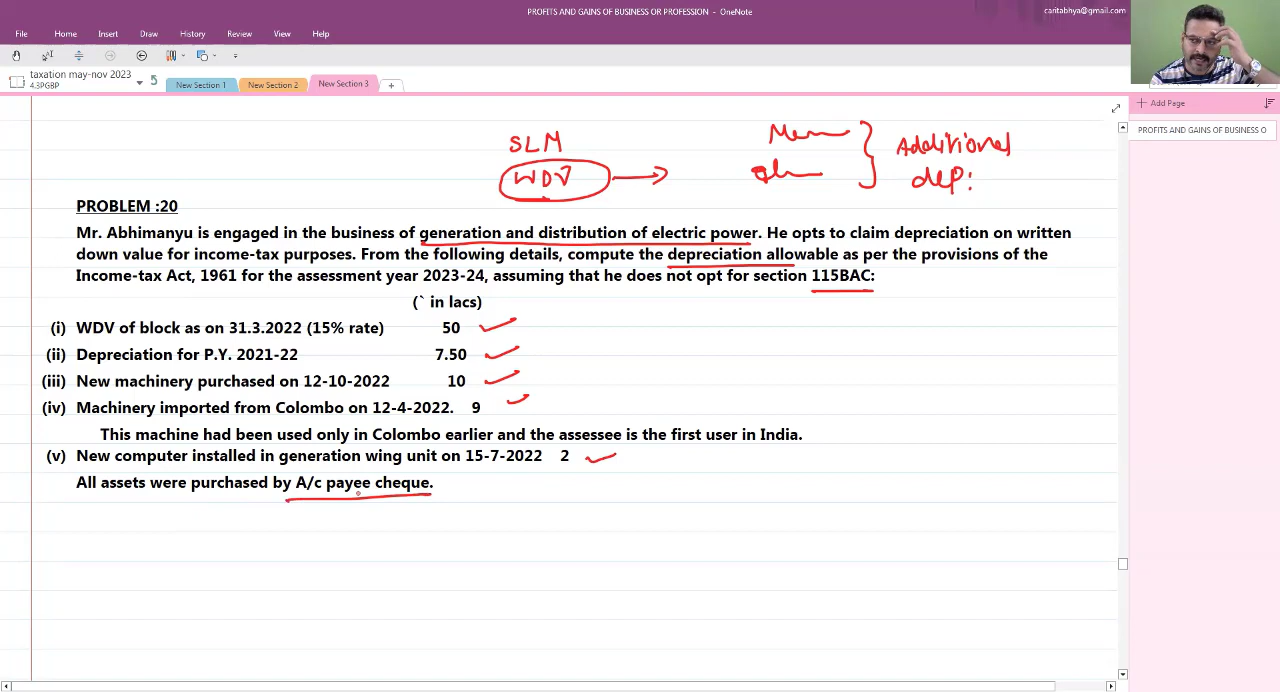 PROFITS AND GAINS OF BUSINESS OR PROFESSION - OneNote
caritabhya@gmail.com
File Home Insert Draw History Review View Help
taxation may-nov 2023
4.3PGBP
5
New Section 1 New Section 2 New Section 3
Add Page
PROFITS AND GAINS OF BUSINESS O
SLM
WDV
Additional
dep:
PROBLEM :20
Mr. Abhimanyu is engaged in the business of generation and distribution of electric power. He opts to claim depreciation on written
down value for income-tax purposes. From the following details, compute the depreciation allowable as per the provisions of the
Income-tax Act, 1961 for the assessment year 2023-24, assuming that he does not opt for section 115BAC:
(` in lacs)
(i) WDV of block as on 31.3.2022 (15% rate) 50
(ii) Depreciation for P.Y. 2021-22 7.50
(iii) New machinery purchased on 12-10-2022 10
(iv) Machinery imported from Colombo on 12-4-2022. 9
This machine had been used only in Colombo earlier and the assessee is the first user in India.
(v) New computer installed in generation wing unit on 15-7-2022 2
All assets were purchased by A/c payee cheque.